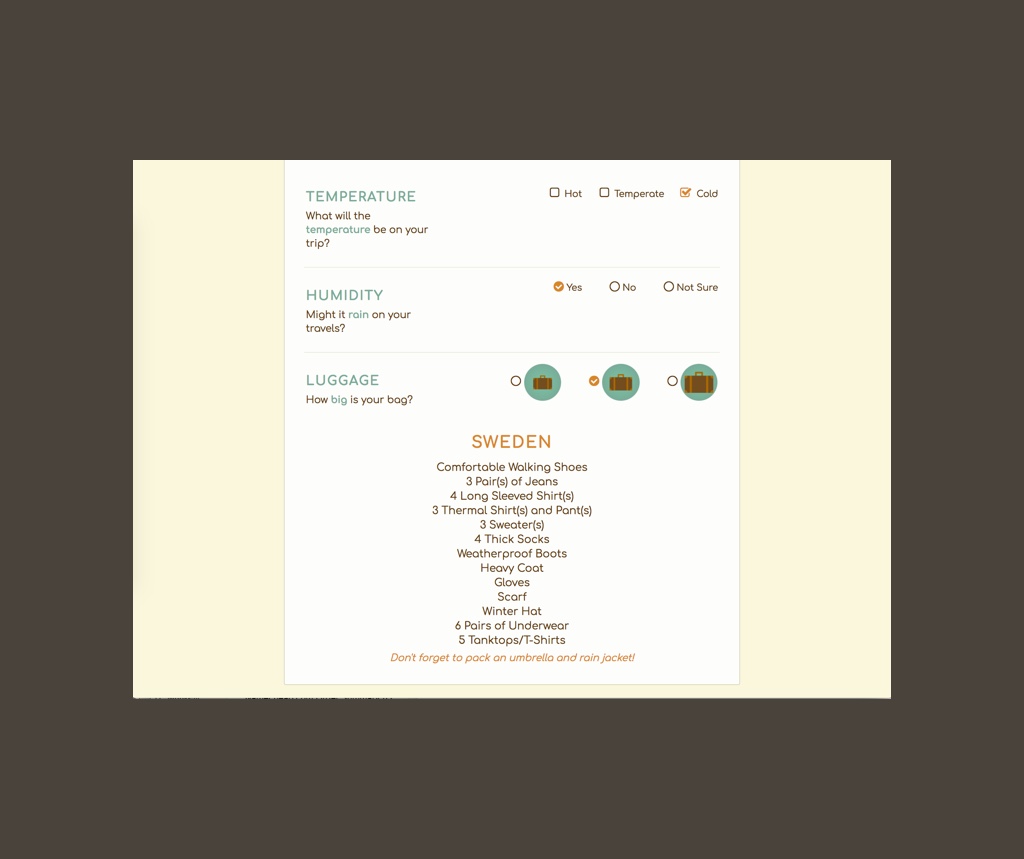 TEMPERATURE
What will the
temperature be on your
trip?
Hot Temperate Cold
HUMIDITY
Might it rain on your
travels?
Yes No Not Sure
LUGGAGE
How big is your bag?
SWEDEN
Comfortable Walking Shoes
3 Pair(s) of Jeans
4 Long Sleeved Shirt(s)
3 Thermal Shirt(s) and Pant(s)
3 Sweater(s)
4 Thick Socks
Weatherproof Boots
Heavy Coat
Gloves
Scarf
Winter Hat
6 Pairs of Underwear
5 Tanktops/T-Shirts
Don't forget to pack an umbrella and rain jacket!